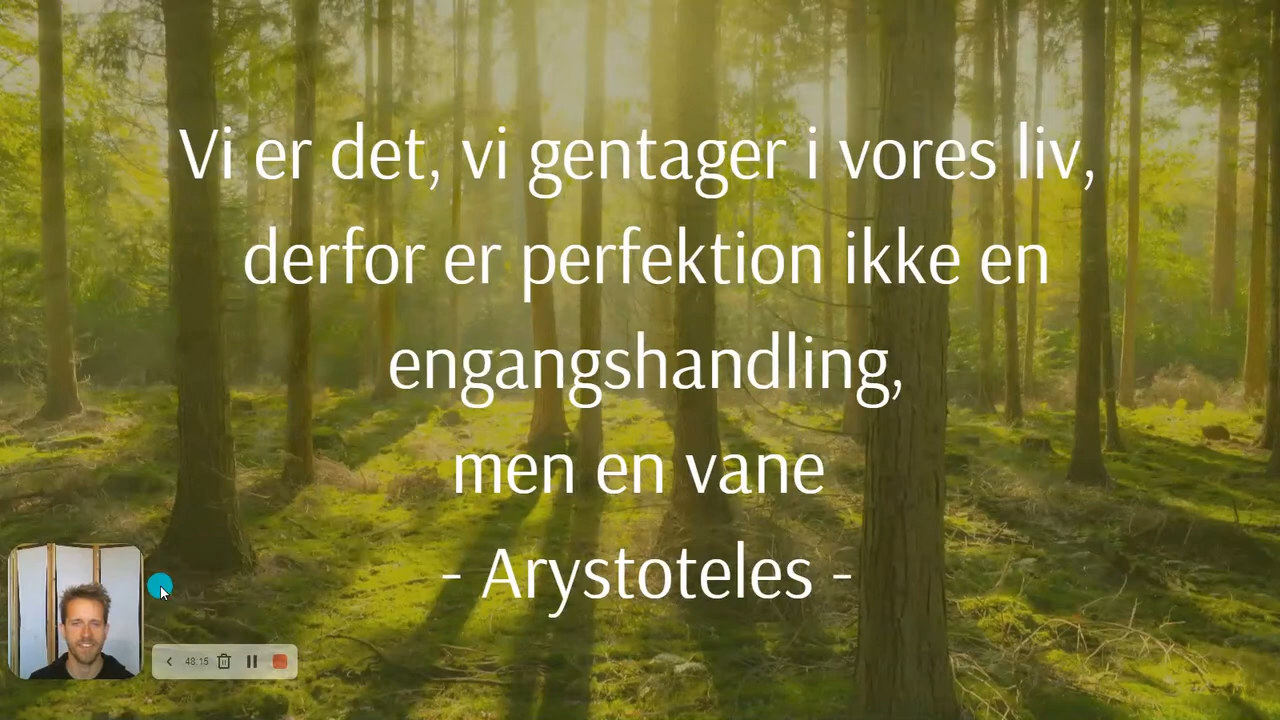 Vi er det, vi gentager i vores liv,
derfor er perfektion ikke en
engangshandling,
men en vane
- Arystoteles -
48:15